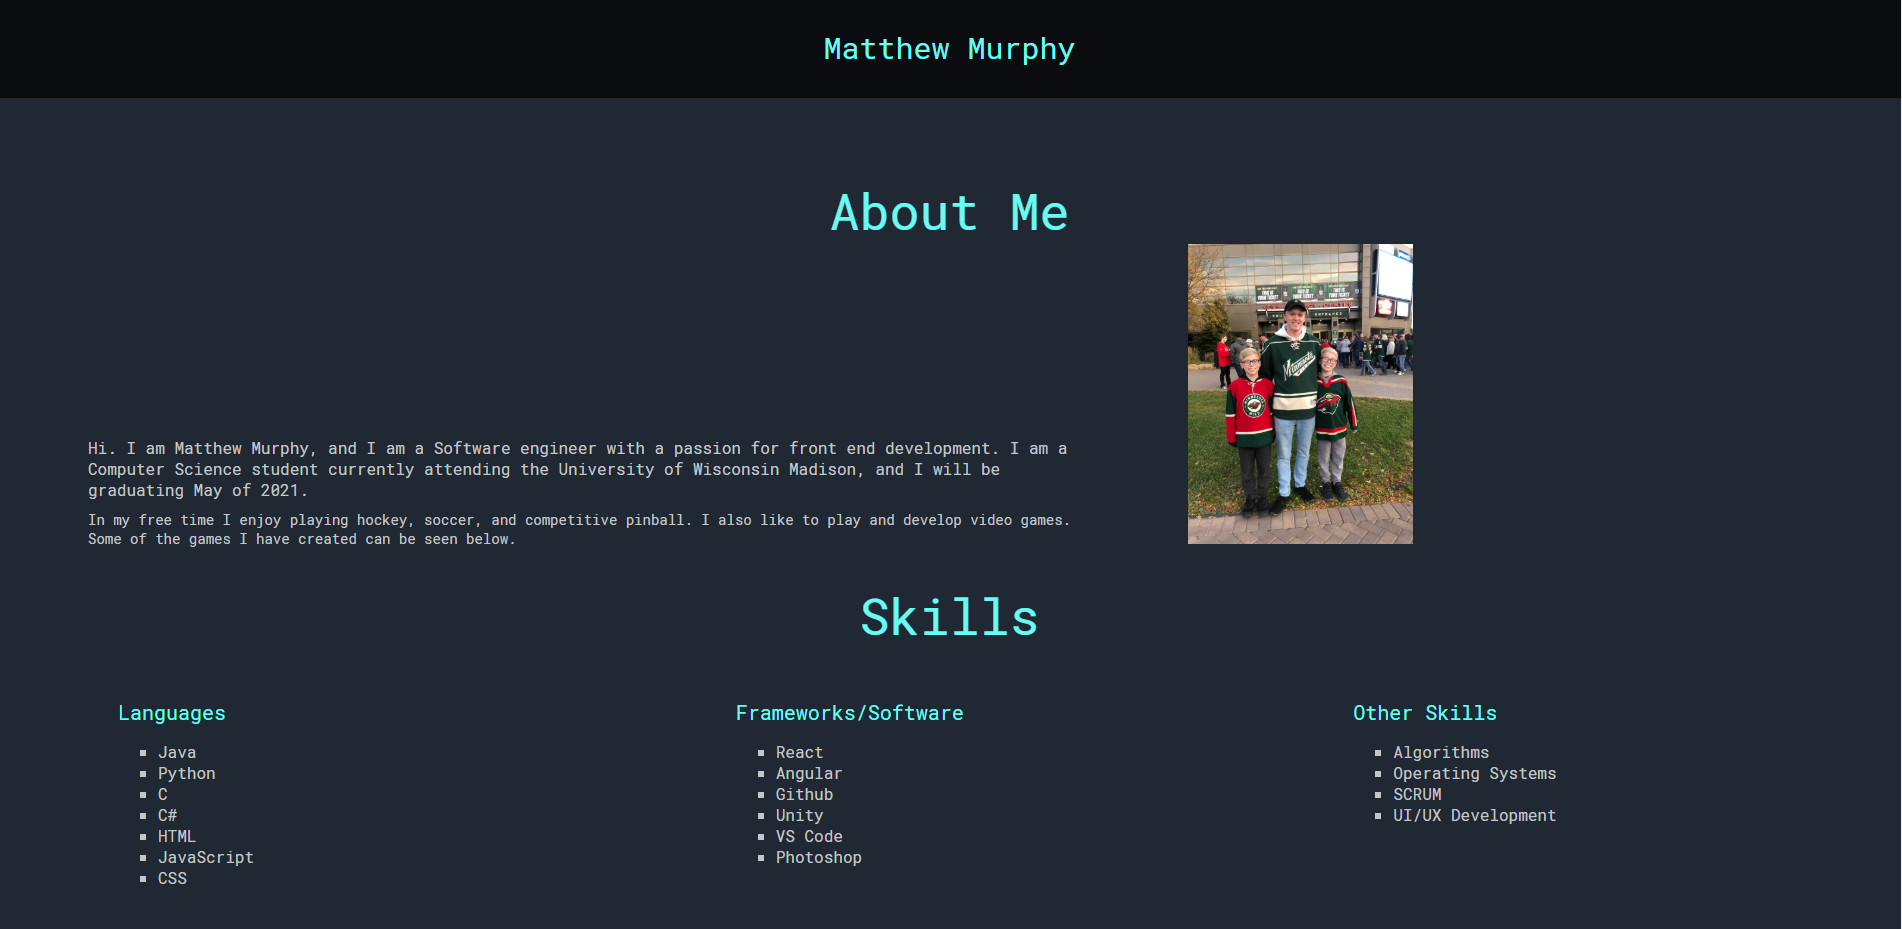 Matthew Murphy
About Me
Hi. I am Matthew Murphy, and I am a Software engineer with a passion for front end development. I am a
Computer Science student currently attending the University of Wisconsin Madison, and I will be
graduating May of 2021.
In my free time I enjoy playing hockey, soccer, and competitive pinball. I also like to play and develop video games.
Some of the games I have created can be seen below.
ENTRANCE
Minnesota
Skills
Languages
Java
Python
C
C#
HTML
JavaScript
CSS
Frameworks/Software
React
Angular
Github
Unity
VS Code
Photoshop
Other Skills
Algorithms
Operating Systems
SCRUM
UI/UX Development